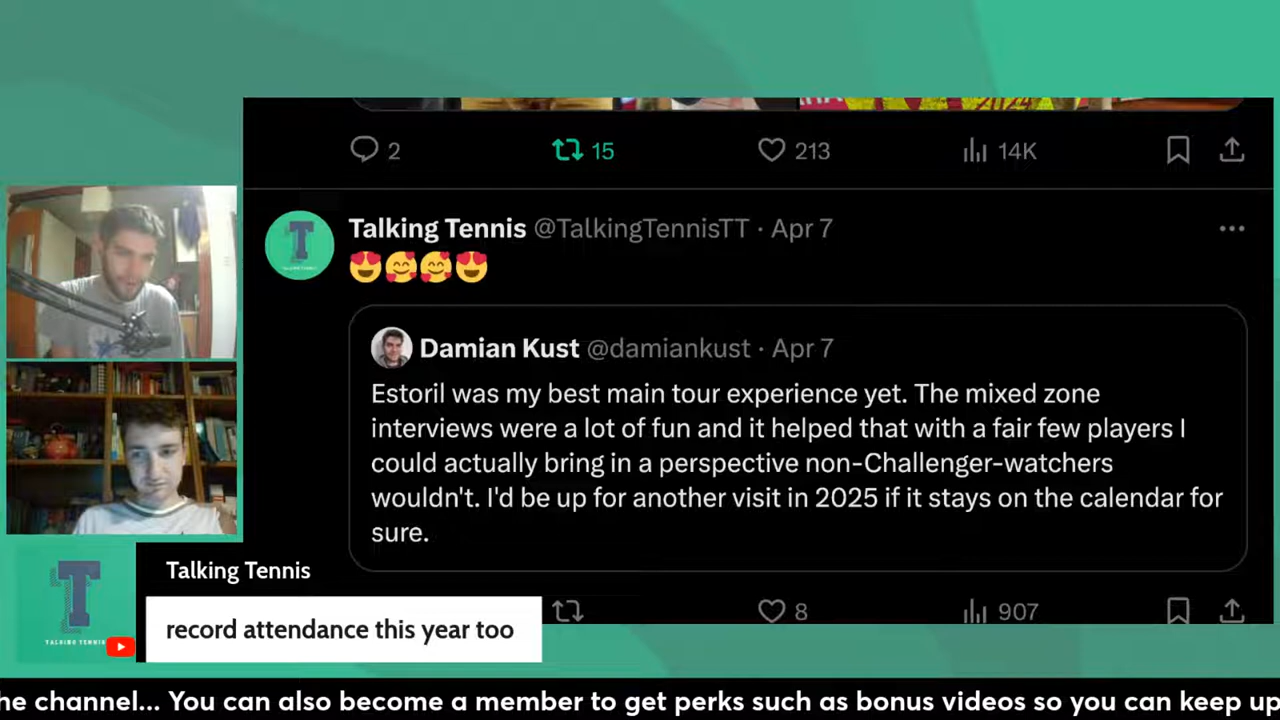 2
15
213
14K
Talking Tennis @TalkingTennisTT · Apr 7
😍🥰🥰😍
Damian Kust @damiankust · Apr 7
Estoril was my best main tour experience yet. The mixed zone
interviews were a lot of fun and it helped that with a fair few players I
could actually bring in a perspective non-Challenger-watchers
wouldn't. I'd be up for another visit in 2025 if it stays on the calendar for
sure.
8
907
TALKING TENNIS
Talking Tennis
record attendance this year too
he channel... You can also become a member to get perks such as bonus videos so you can keep up